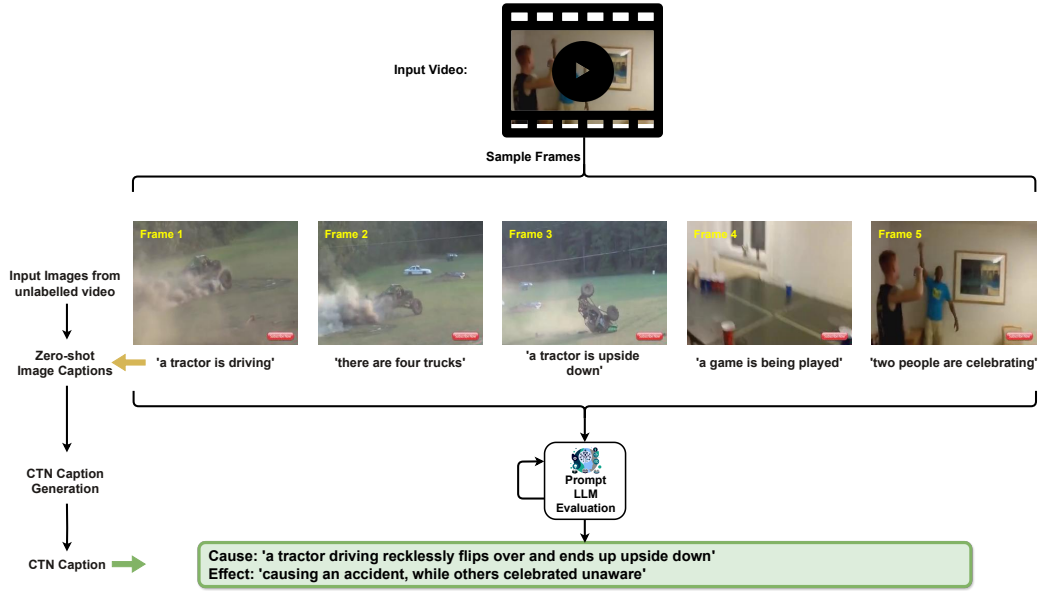 Input Video:
Sample Frames
Frame 1
Frame 2
Frame 3
Frame 4
Frame 5
Input Images from
unlabelled video
Zero-shot
Image Captions
'a tractor is driving'
'there are four trucks'
'a tractor is upside
down'
'a game is being played'
'two people are celebrating'
CTN Caption
Generation
Prompt
LLM
Evaluation
CTN Caption
Cause: 'a tractor driving recklessly flips over and ends up upside down'
Effect: 'causing an accident, while others celebrated unaware'